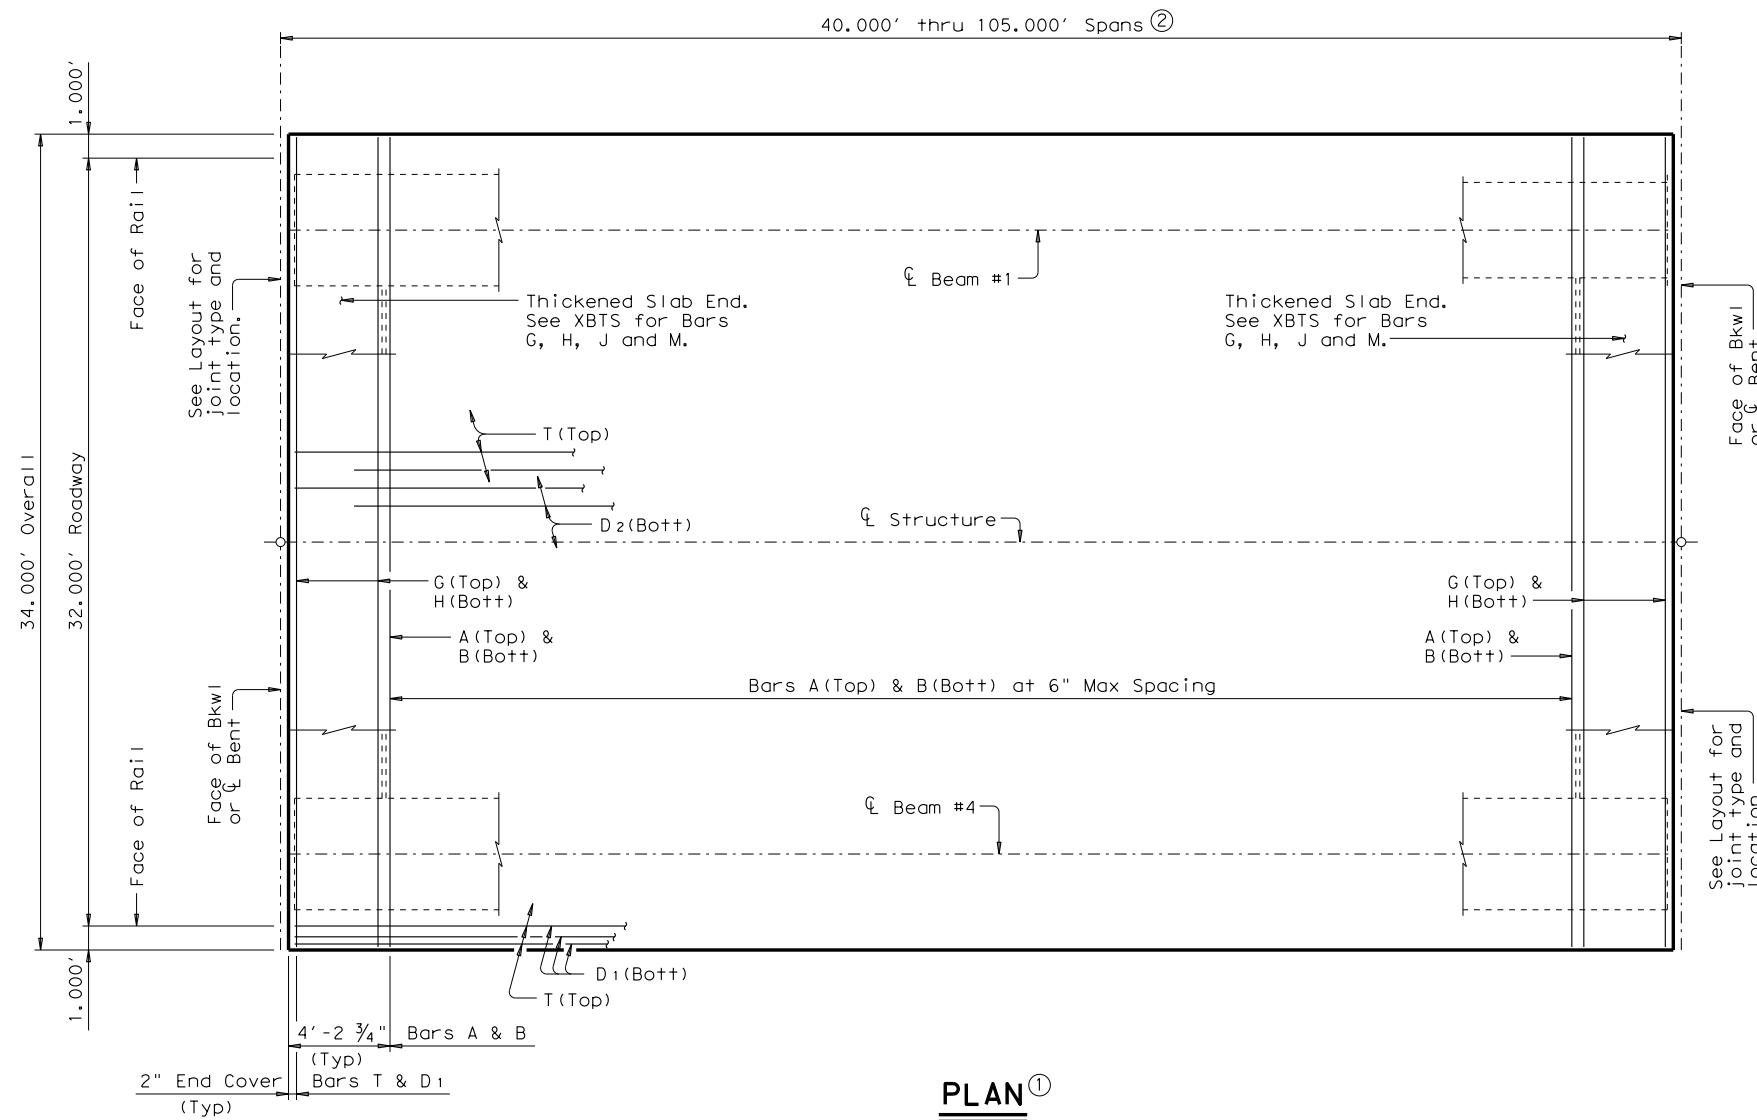 40.000' thru 105.000' Spans ②
1.000'
34.000' Overall
32.000' Roadway
Face of Rail
See Layout for
joint type and
location.
℄ Beam #1
Thickened Slab End.
See XBTS for Bars
G, H, J and M.
Thickened Slab End.
See XBTS for Bars
G, H, J and M.
Face of Bkwl
or ℄ Bent
T(Top)
D2(Bott)
℄ Structure
G(Top) &
H(Bott)
G(Top) &
H(Bott)
A(Top) &
B(Bott)
A(Top) &
B(Bott)
Bars A(Top) & B(Bott) at 6" Max Spacing
Face of Bkwl
or ℄ Bent
Face of Rail
℄ Beam #4
See Layout for
joint type and
location.
D1(Bott)
T(Top)
1.000'
4'-2 ¾" Bars A & B
(Typ)
2" End Cover Bars T & D1
(Typ)
PLAN ①